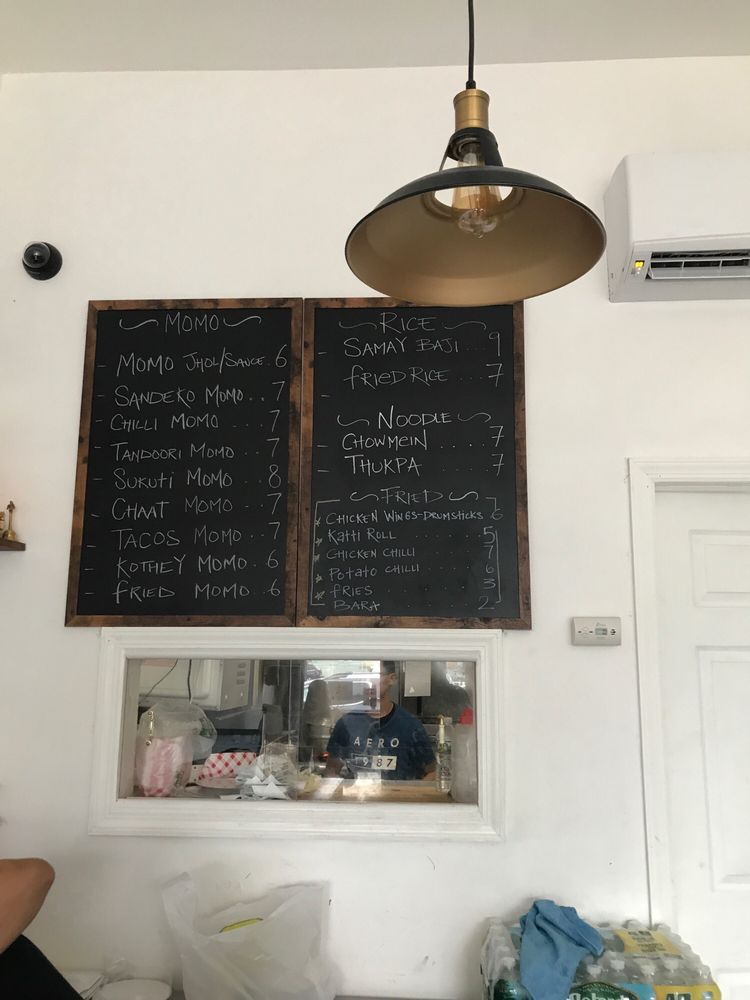 MOMO
- MOMO JHOL/SAUCE . 6
- SANDEKO MOMO . . 7
- CHILLI MOMO . . . 7
- TANDOORI MOMO . . 7
- SUKUTI MOMO . . 8
- CHAAT MOMO . . 7
- TACOS MOMO . . 7
- KOTHEY MOMO . . 6
- FRIED MOMO . . 6
RICE
- SAMAY BAJI . . . 9
- FRIED RICE . . . 7
NOODLE
- CHOWMEIN . . . . 7
- THUKPA . . . . 7
FRIED
CHICKEN WINGS-DRUMSTICKS 6
KATTI ROLL . . . . 5
CHICKEN CHILLI . . . . 7
POTATO CHILLI . . . . 6
FRIES . . . . 3
BARA . . . . 2
AERO
1987